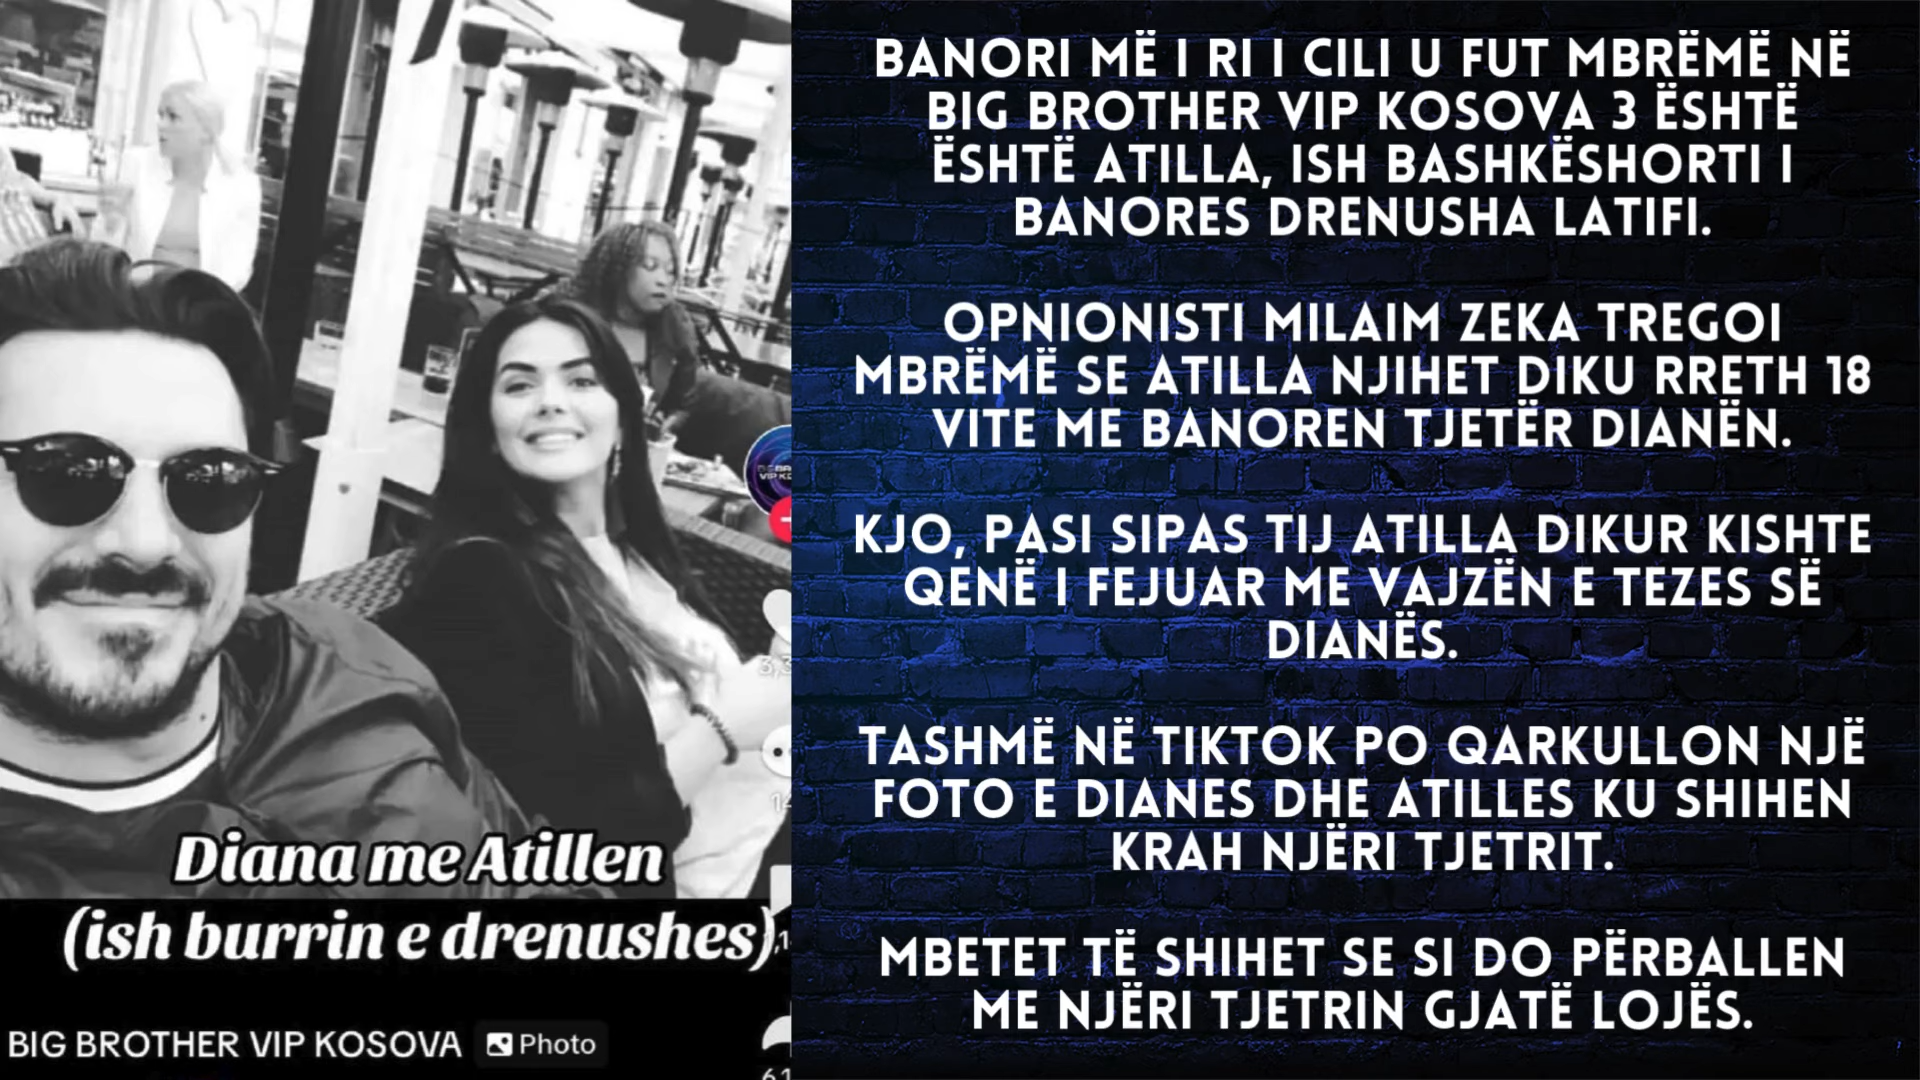 Diana me Atillen
(ish burrin e drenushes)
BIG BROTHER VIP KOSOVA
Photo
BANORI MË I RI I CILI U FUT MBRËMË NË
BIG BROTHER VIP KOSOVA 3 ËSHTË
ËSHTË ATILLA, ISH BASHKËSHORTI I
BANORES DRENUSHA LATIFI.
OPNIONISTI MILAIM ZEKA TREGOI
MBRËMË SE ATILLA NJIHET DIKU RRETH 18
VITE ME BANOREN TJETËR DIANËN.
KJO, PASI SIPAS TIJ ATILLA DIKUR KISHTE
QENË I FEJUAR ME VAJZËN E TEZES SË
DIANËS.
TASHMË NË TIKTOK PO QARKULLON NJË
FOTO E DIANES DHE ATILLES KU SHIHEN
KRAH NJËRI TJETRIT.
MBETET TË SHIHET SE SI DO PËRBALLEN
ME NJËRI TJETRIN GJATË LOJËS.